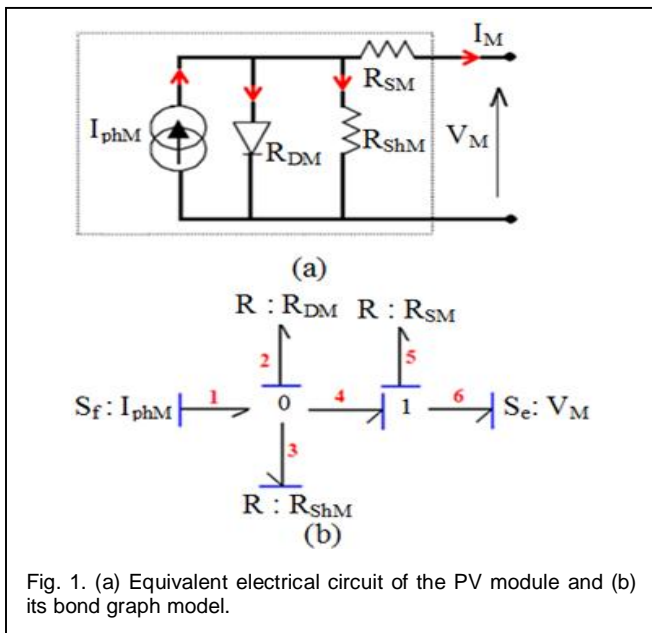 I_M
R_SM
I_phM
R_DM
R_ShM
V_M
(a)
R : R_DM R : R_SM
2 5
1 4 6
S_f : I_phM 0 1 S_e : V_M
3
R : R_ShM
(b)
Fig. 1. (a) Equivalent electrical circuit of the PV module and (b)
its bond graph model.